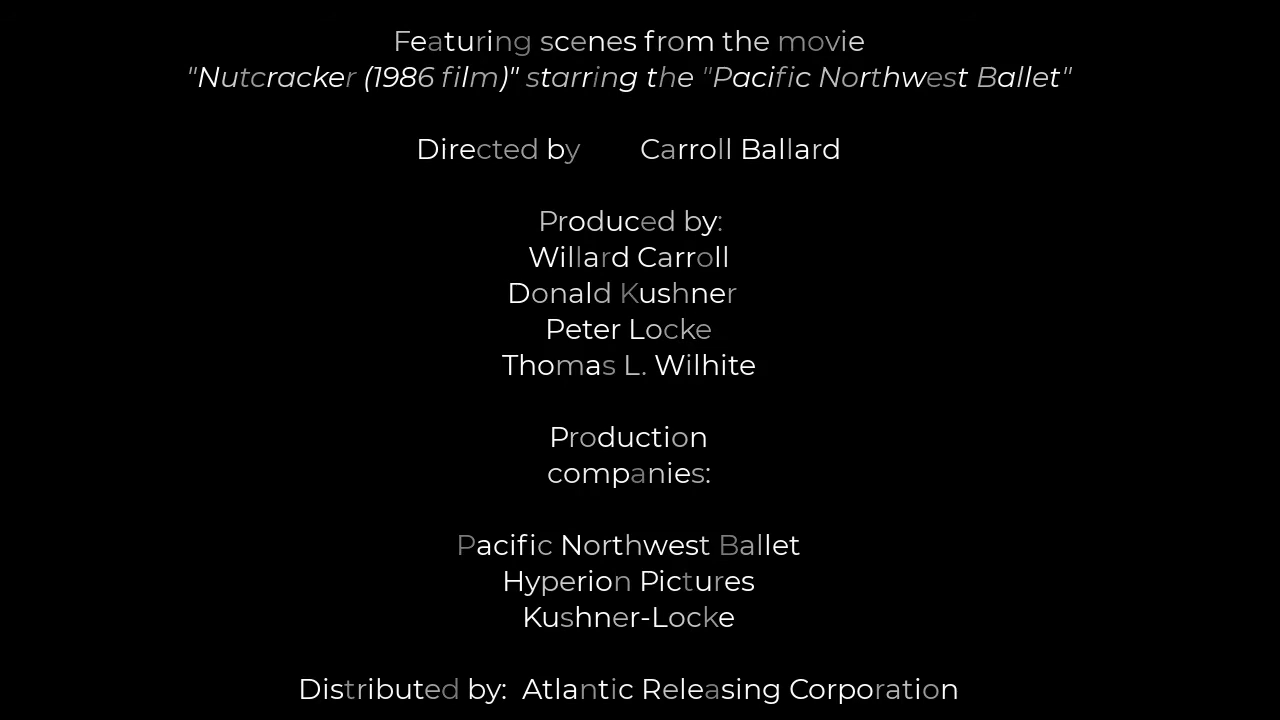 Featuring scenes from the movie
"Nutcracker (1986 film)" starring the "Pacific Northwest Ballet"
Directed by Carroll Ballard
Produced by:
Willard Carroll
Donald Kushner
Peter Locke
Thomas L. Wilhite
Production
companies:
Pacific Northwest Ballet
Hyperion Pictures
Kushner-Locke
Distributed by: Atlantic Releasing Corporation